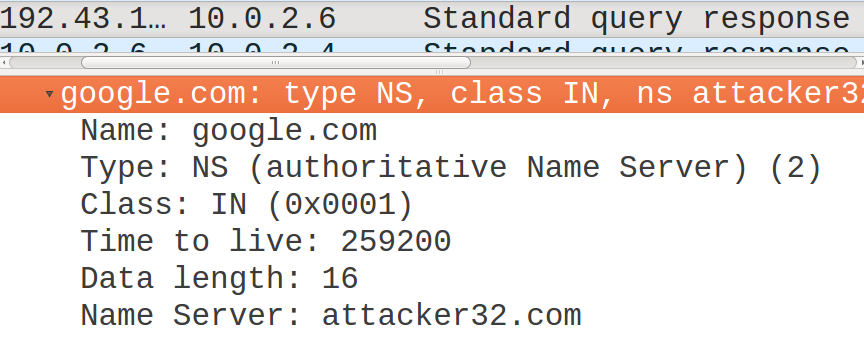 192.43.1… 10.0.2.6 Standard query response
10.0.2.6 10.0.2.4 Standard query response
google.com: type NS, class IN, ns attacker32
Name: google.com
Type: NS (authoritative Name Server) (2)
Class: IN (0x0001)
Time to live: 259200
Data length: 16
Name Server: attacker32.com